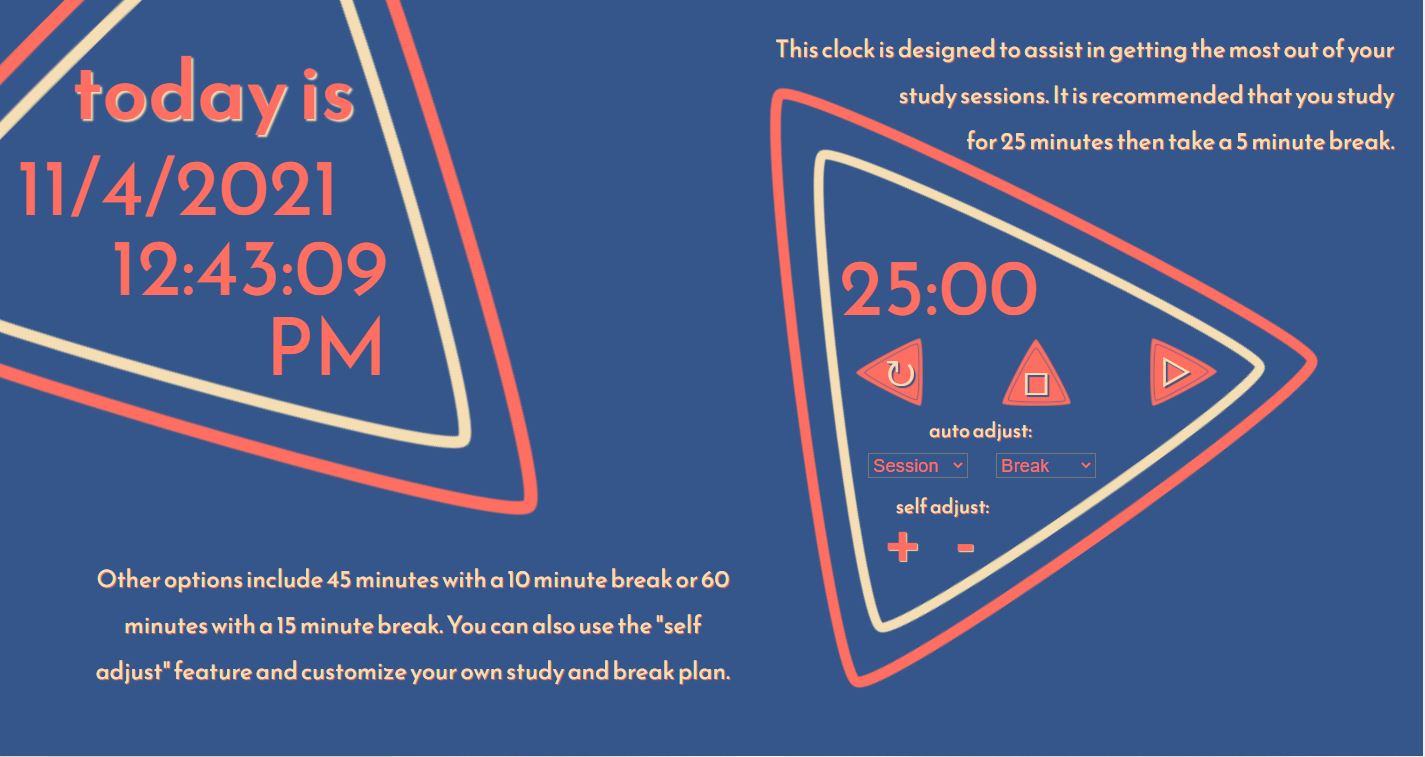 today is
11/4/2021
12:43:09
PM
This clock is designed to assist in getting the most out of your
study sessions. It is recommended that you study
for 25 minutes then take a 5 minute break.
25:00
auto adjust:
Session Break
self adjust:
+ -
Other options include 45 minutes with a 10 minute break or 60
minutes with a 15 minute break. You can also use the "self
adjust" feature and customize your own study and break plan.